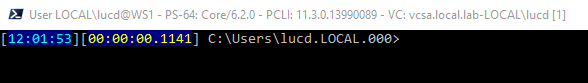 User LOCAL\lucd@WS1 - PS-64: Core/6.2.0 - PCLI: 11.3.0.13990089 - VC: vcsa.local.lab-LOCAL\lucd [1]
[12:01:53][00:00:00.1141] C:\Users\lucd.LOCAL.000>